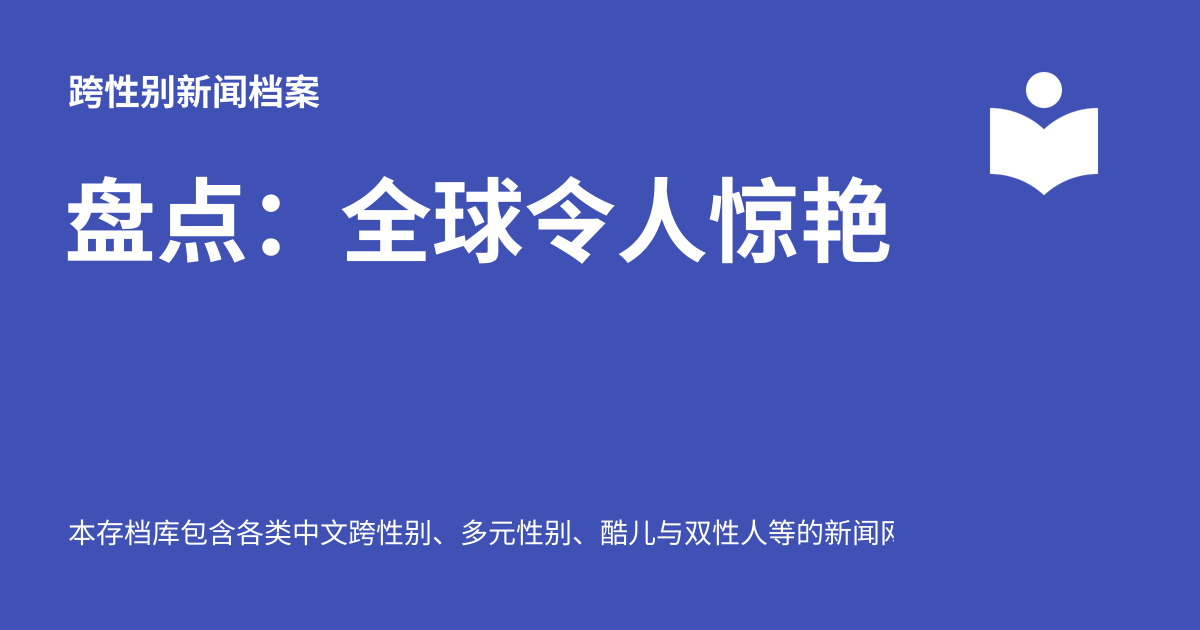 跨性别新闻档案
盘点：全球令人惊艳
本存档库包含各类中文跨性别、多元性别、酷儿与双性人等的新闻